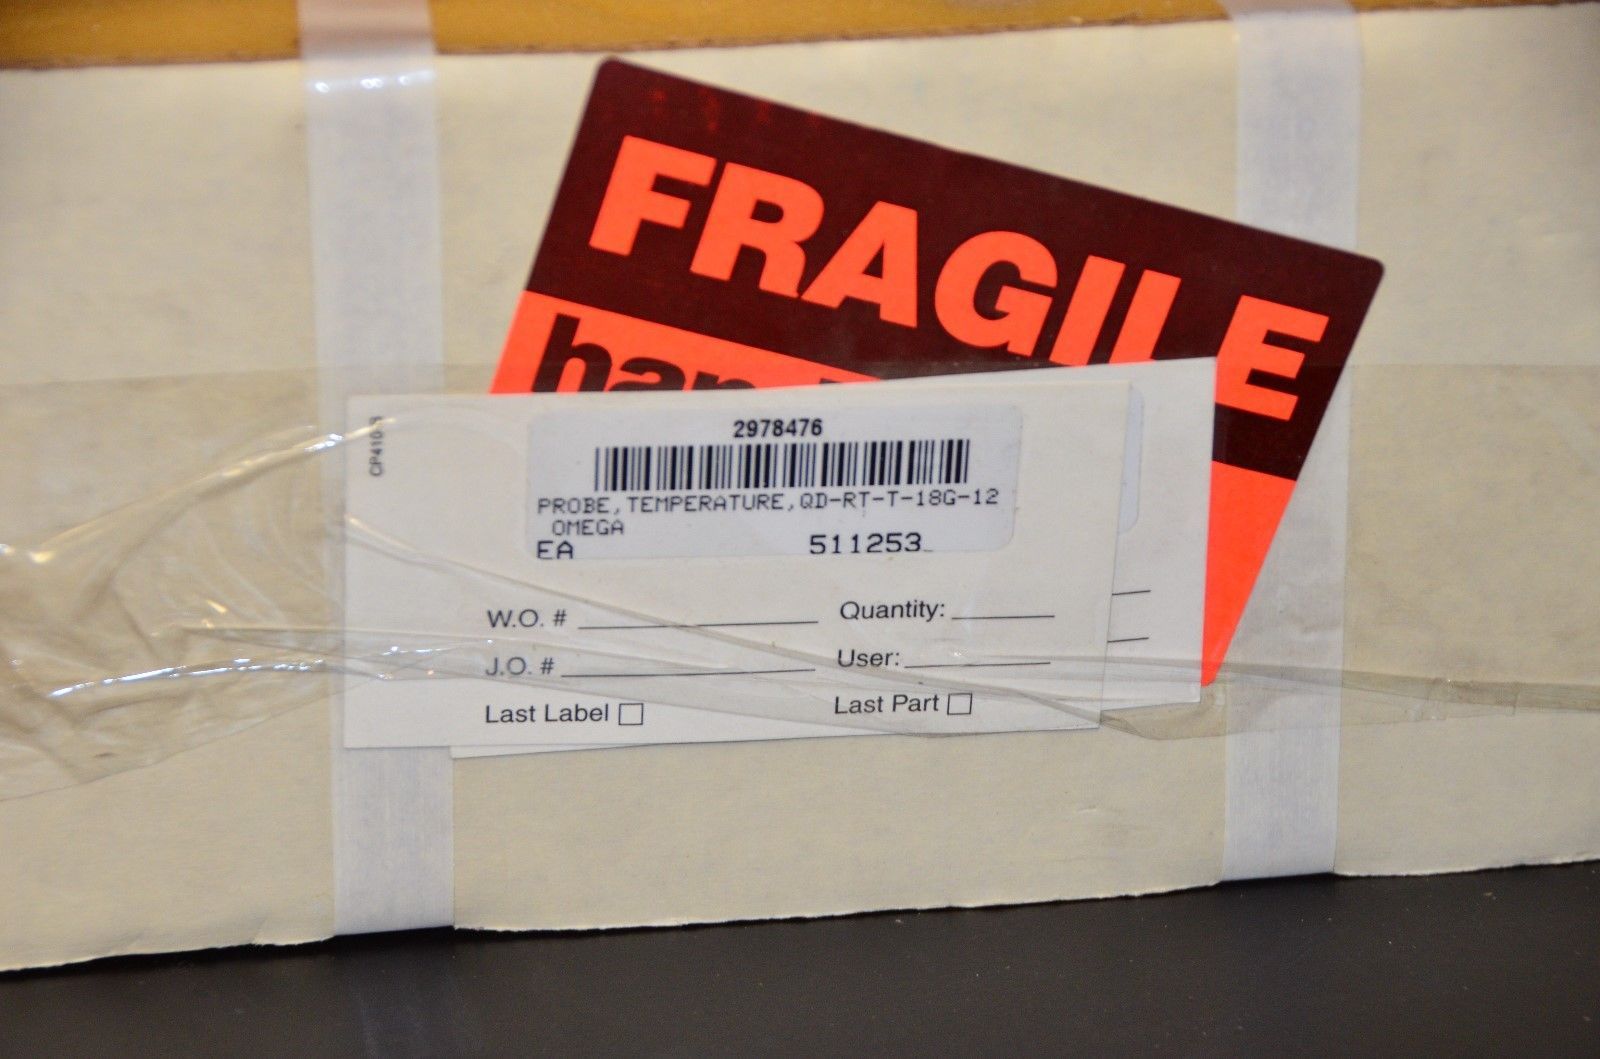 FRAGILE
2978476
PROBE,TEMPERATURE,QD-RT-T-18G-12
OMEGA
EA 511253
W.O. # Quantity:
J.O. # User:
Last Label Last Part